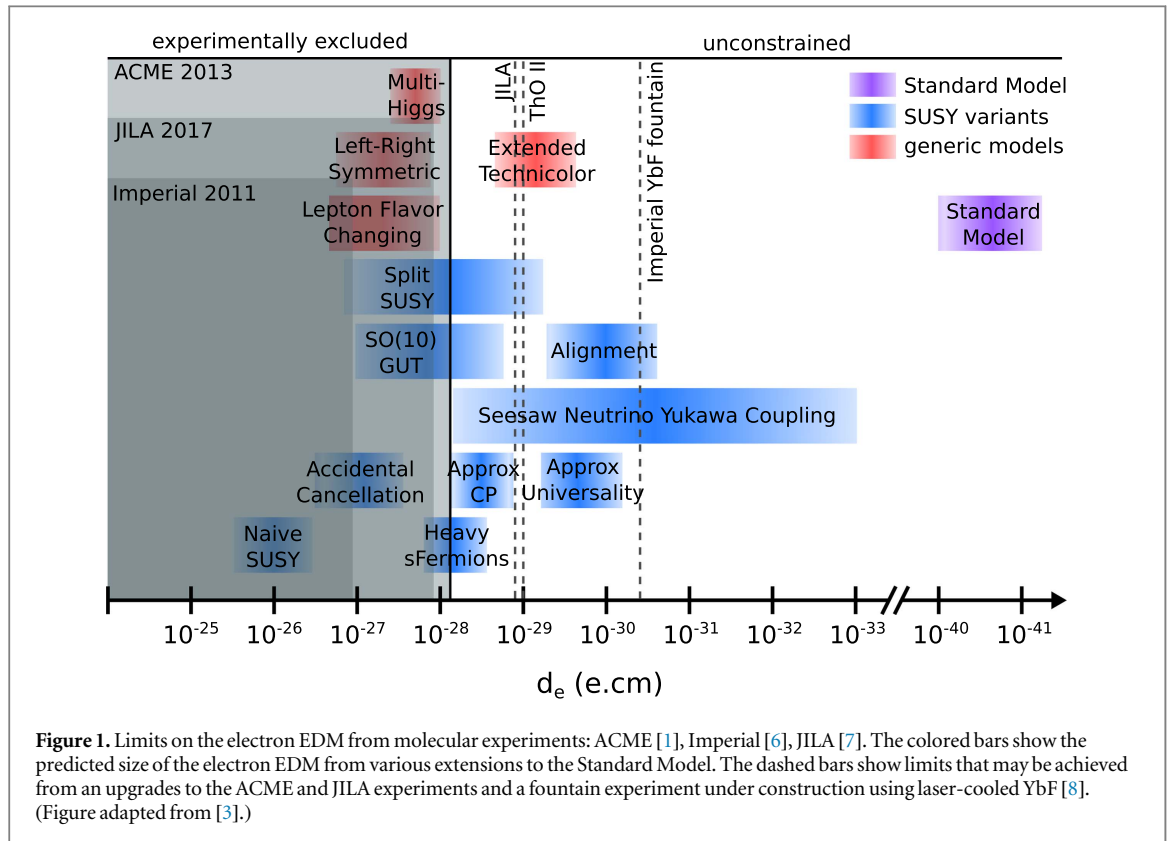 experimentally excluded
unconstrained
ACME 2013
JILA 2017
Imperial 2011
Multi-
Higgs
Left-Right
Symmetric
Lepton Flavor
Changing
JILA
ThO II
Imperial YbF fountain
Extended
Technicolor
Standard Model
SUSY variants
generic models
Standard
Model
Split
SUSY
SO(10)
GUT
Alignment
Seesaw Neutrino Yukawa Coupling
Accidental
Cancellation
Approx
CP
Approx
Universality
Naive
SUSY
Heavy
sFermions
10⁻²⁵ 10⁻²⁶ 10⁻²⁷ 10⁻²⁸ 10⁻²⁹ 10⁻³⁰ 10⁻³¹ 10⁻³² 10⁻³³ 10⁻⁴⁰ 10⁻⁴¹
dₑ (e.cm)
Figure 1. Limits on the electron EDM from molecular experiments: ACME [1], Imperial [6], JILA [7]. The colored bars show the
predicted size of the electron EDM from various extensions to the Standard Model. The dashed bars show limits that may be achieved
from an upgrades to the ACME and JILA experiments and a fountain experiment under construction using laser-cooled YbF [8].
(Figure adapted from [3].)